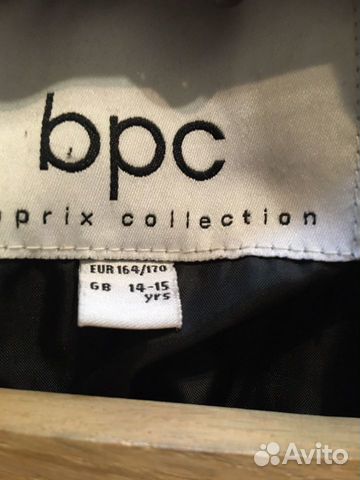 bpc
prix collection
EUR 164/170
GB 14-15
yrs
Avito